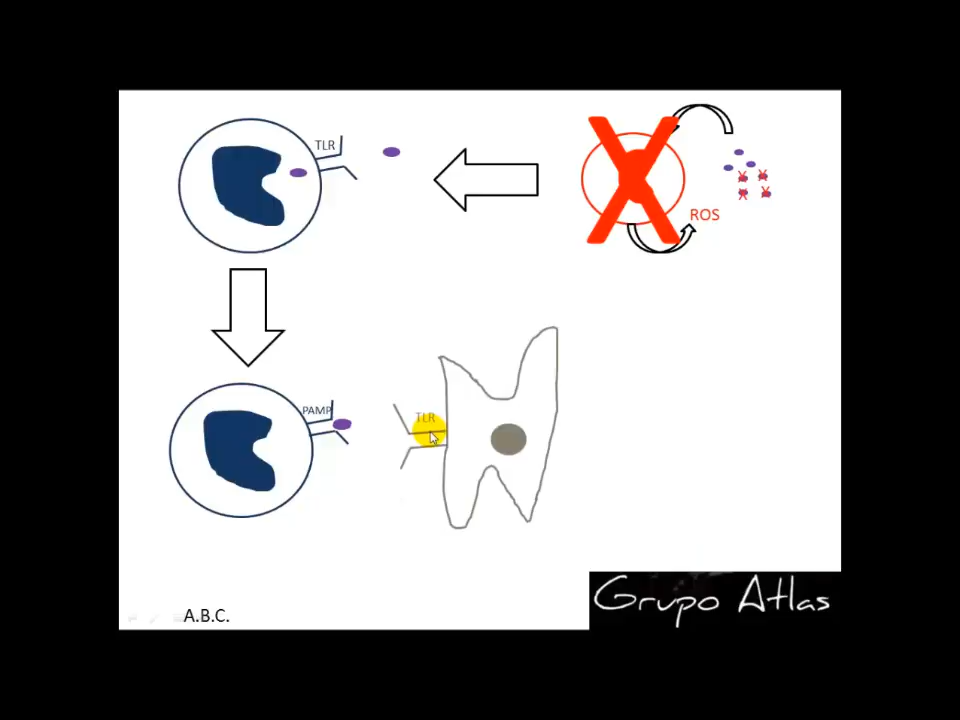 TLR
ROS
PAMP
TLR
A.B.C.
Grupo Atlas